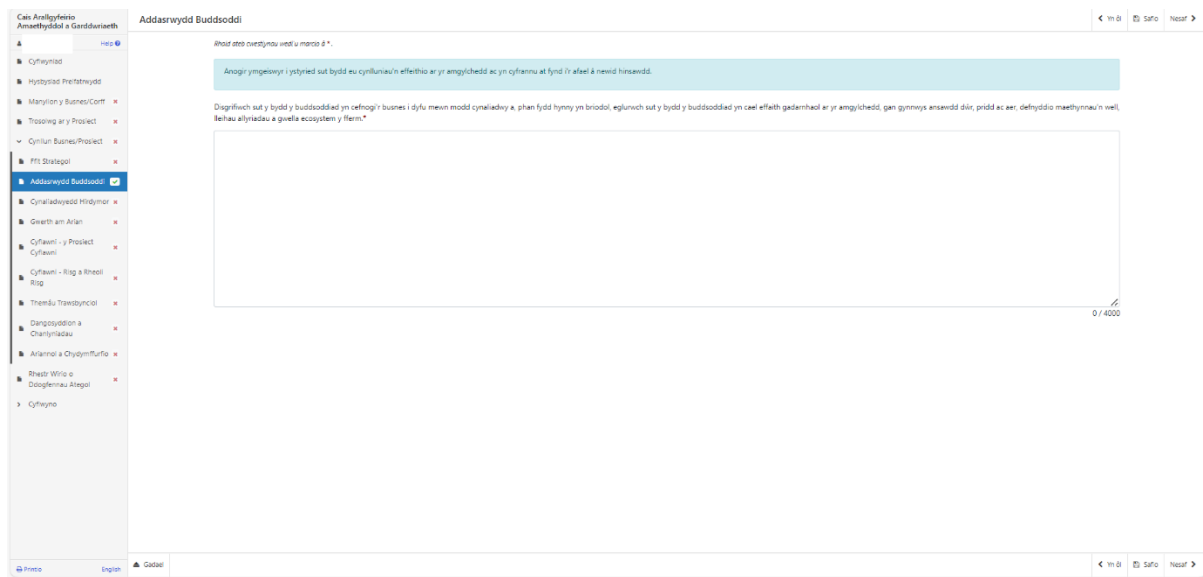 Cais Arallgyfeirio
Amaethyddol a Garddwriaeth
Help
Cyflwyniad
Hysbysiad Preifatrwydd
Manylion y Busnes/Corff
Trosolwg ar y Prosiect
Cynllun Busnes/Prosiect
Ffit Strategol
Addasrwydd Buddsoddi
Cynaliadwyedd Hirdymor
Gwerth am Arian
Cyflawni - y Prosiect
Cyflawni
Cyflawni - Risg a Rheoli
Risg
Themâu Trawsbynciol
Dangosyddion a
Chanlyniadau
Ariannol a Chydymffurfio
Rhestr Wirio o
Ddogfennau Ategol
Cyflwyno
Printio
English
Addasrwydd Buddsoddi
Yn ôl
Safio
Nesaf
Rhaid ateb cwestiynau wedi'u marcio â * .
Anogir ymgeiswyr i ystyried sut bydd eu cynlluniau'n effeithio ar yr amgylchedd ac yn cyfrannu at fynd i'r afael â newid hinsawdd.
Disgrifiwch sut y bydd y buddsoddiad yn cefnogi'r busnes i dyfu mewn modd cynaliadwy a, phan fydd hynny yn briodol, eglurwch sut y bydd y buddsoddiad yn cael effaith gadarnhaol ar yr amgylchedd, gan gynnwys ansawdd dŵr, pridd ac aer, defnyddio maethynnau'n well,
lleihau allyriadau a gwella ecosystem y fferm.*
0 / 4000
Gadael
Yn ôl
Safio
Nesaf